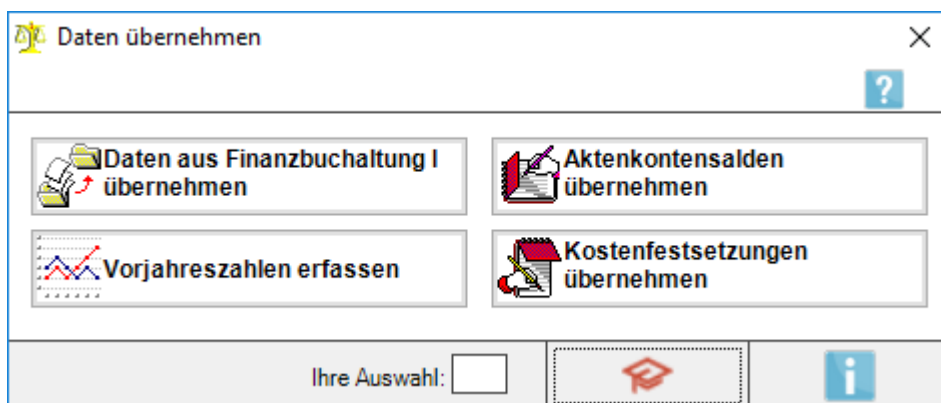 Daten übernehmen
?
Daten aus Finanzbuchaltung I
übernehmen
Aktenkontensalden
übernehmen
Vorjahreszahlen erfassen
Kostenfestsetzungen
übernehmen
Ihre Auswahl:
i